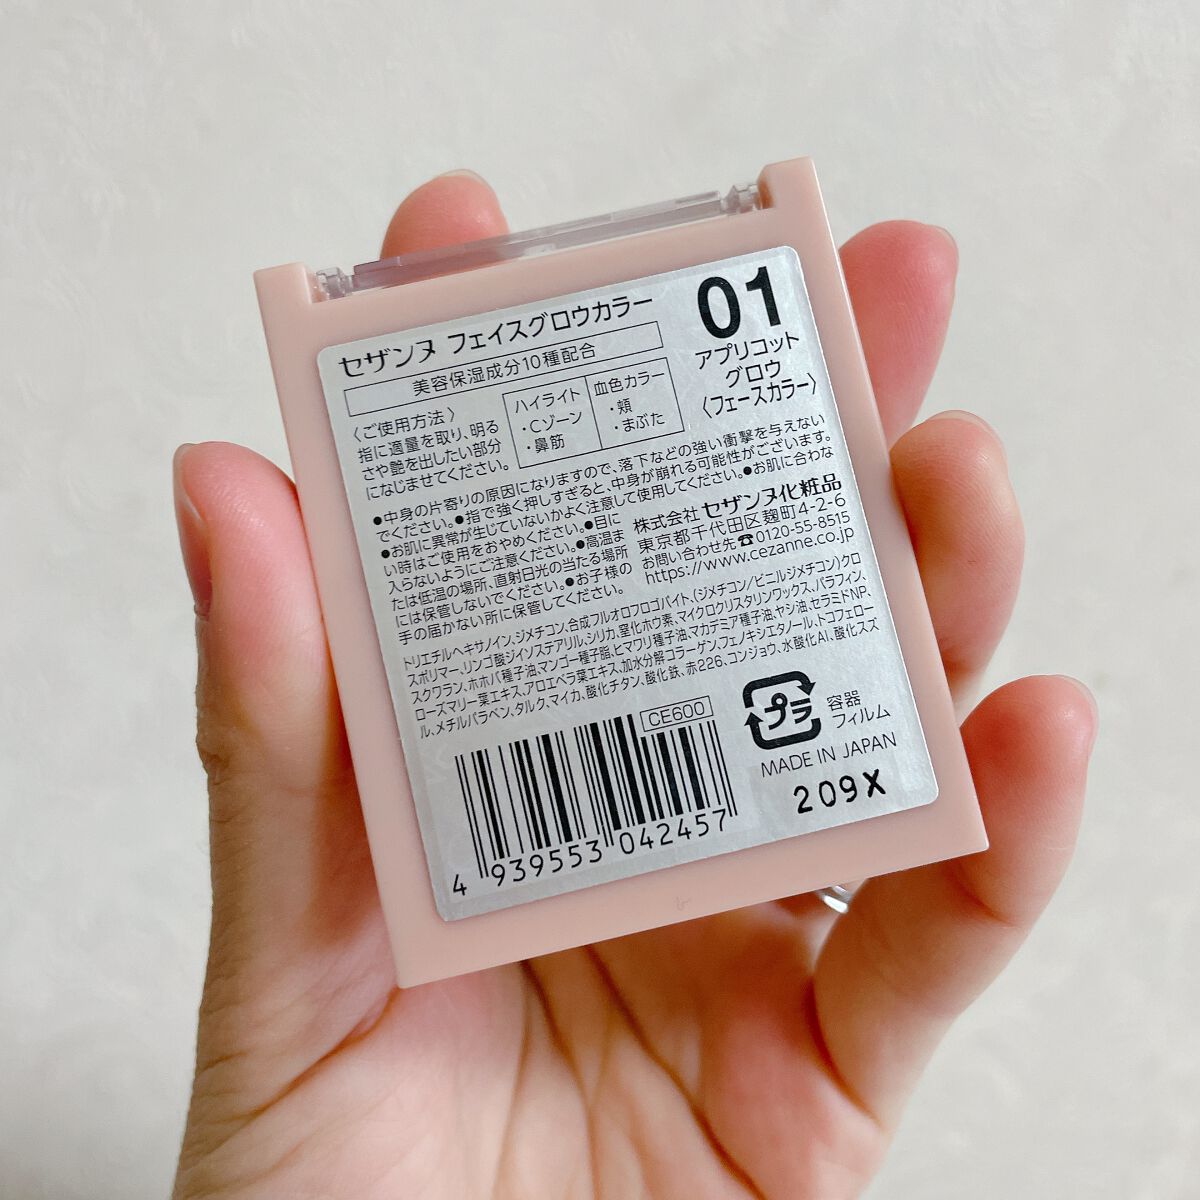 セザンヌ フェイスグロウカラー
美容保湿成分10種配合
01
アプリコット
グロウ
〈フェースカラー〉
〈ご使用方法〉
指に適量を取り、明る
さや艶を出したい部分
になじませてください。
ハイライト
・Cゾーン
・鼻筋
血色カラー
・頬
・まぶた
●中身の片寄りの原因になりますので、落下などの強い衝撃を与えない
でください。●指で強く押しすぎると、中身が崩れる可能性がございます。
●お肌に異常が生じていないかよく注意して使用してください。●お肌に合わな
い時はご使用をおやめください。●目に
入らないようにご注意ください。●高温ま
たは低温の場所、直射日光の当たる場所
には保管しないでください。●お子様の
手の届かない所に保管してください。
株式会社 セザンヌ化粧品
東京都千代田区麹町4-2-6
お問い合わせ先☎0120-55-8515
https://www.cezanne.co.jp
トリエチルヘキサノイン、ジメチコン、合成フルオロフロゴパイト、(ジメチコン/ビニルジメチコン)クロ
スポリマー、リンゴ酸ジイソステアリル、シリカ、窒化ホウ素、マイクロクリスタリンワックス、パラフィン、
スクワラン、ホホバ種子油、マンゴー種子脂、ヒマワリ種子油、マカデミア種子油、ヤシ油、セラミドNP、
ローズマリー葉エキス、アロエベラ葉エキス、加水分解コラーゲン、フェノキシエタノール、トコフェロー
ル、メチルパラベン、タルク、マイカ、酸化チタン、酸化鉄、赤226、コンジョウ、水酸化Al、酸化スズ
CE600
4 939553 042457
プラ
容器
フィルム
MADE IN JAPAN
209X